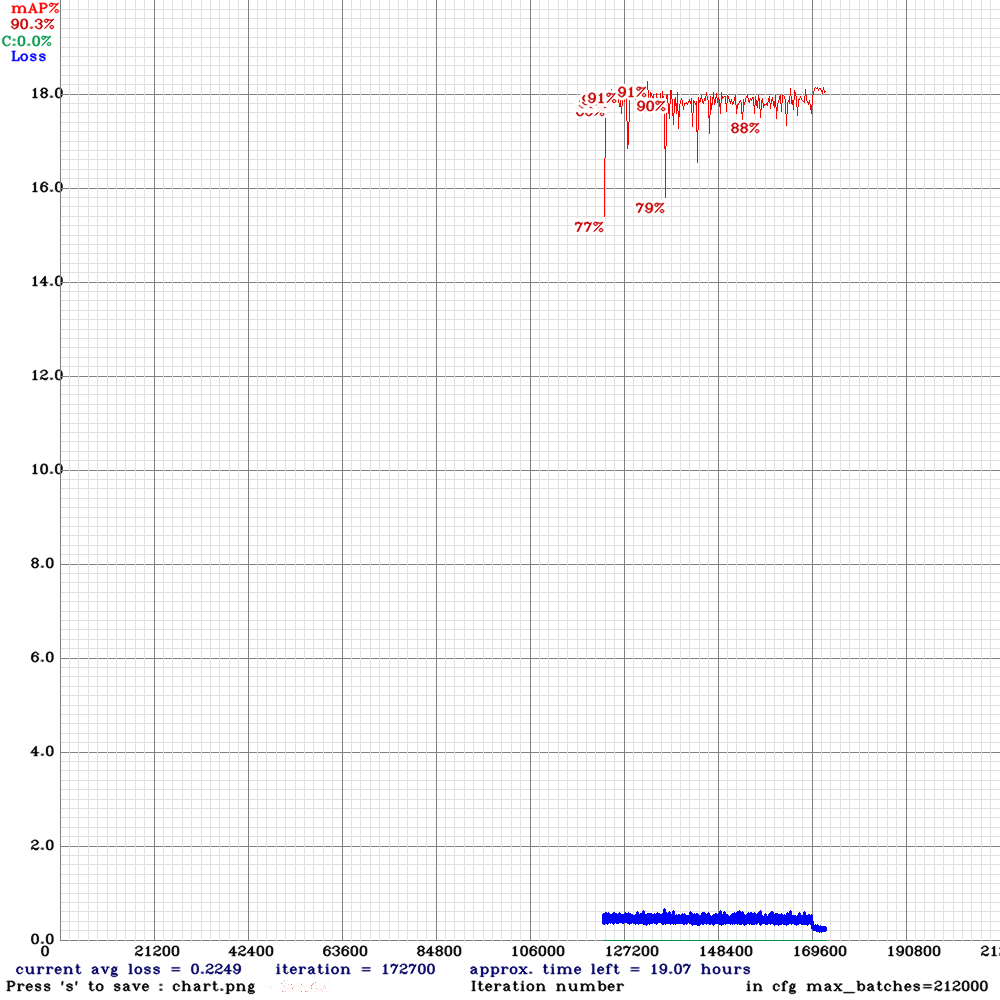 mAP%
90.3%
C:0.0%
Loss
18.0
16.0
14.0
12.0
10.0
8.0
6.0
4.0
2.0
0.0
91%
91%
90%
88%
79%
77%
0 21200 42400 63600 84800 106000 127200 148400 169600 190800
current avg loss = 0.2249 iteration = 172700 approx. time left = 19.07 hours
Press 's' to save : chart.png Iteration number in cfg max_batches=212000